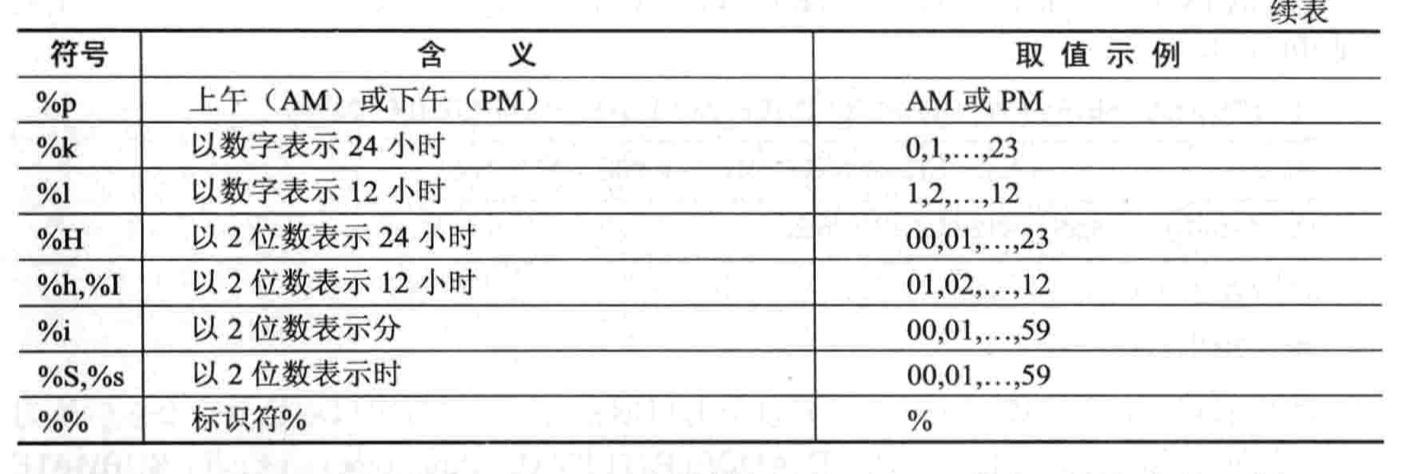 续表
符号 含 义 取 值 示 例
%p 上午（AM）或下午（PM） AM 或 PM
%k 以数字表示 24 小时 0,1,…,23
%l 以数字表示 12 小时 1,2,…,12
%H 以 2 位数表示 24 小时 00,01,…,23
%h,%I 以 2 位数表示 12 小时 01,02,…,12
%i 以 2 位数表示分 00,01,…,59
%S,%s 以 2 位数表示时 00,01,…,59
%% 标识符% %